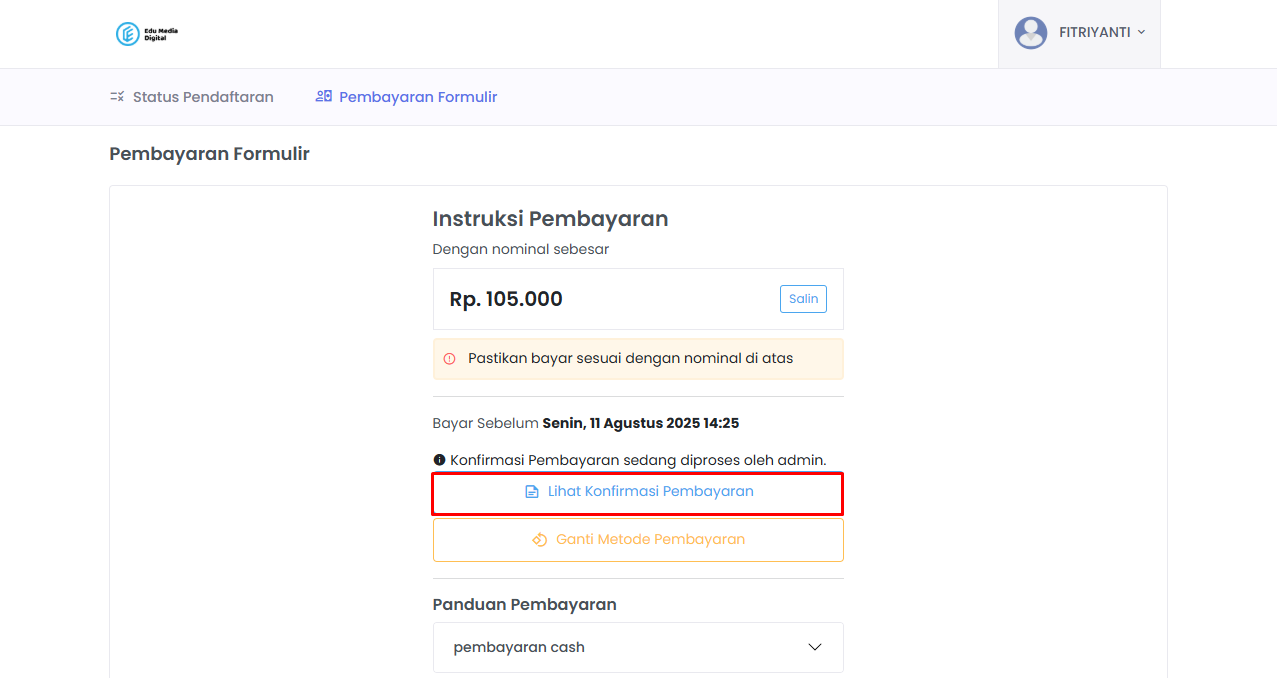 Edu Media
Digital
FITRIYANTI
Status Pendaftaran
Pembayaran Formulir
Pembayaran Formulir
Instruksi Pembayaran
Dengan nominal sebesar
Rp. 105.000
Salin
Pastikan bayar sesuai dengan nominal di atas
Bayar Sebelum Senin, 11 Agustus 2025 14:25
Konfirmasi Pembayaran sedang diproses oleh admin.
Lihat Konfirmasi Pembayaran
Ganti Metode Pembayaran
Panduan Pembayaran
pembayaran cash